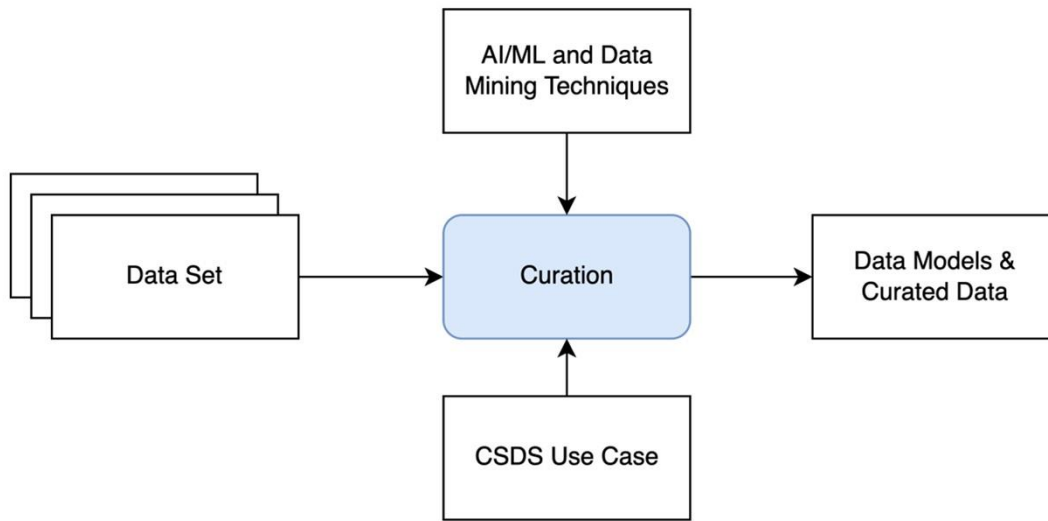 AI/ML and Data
Mining Techniques
Data Set
Curation
Data Models &
Curated Data
CSDS Use Case